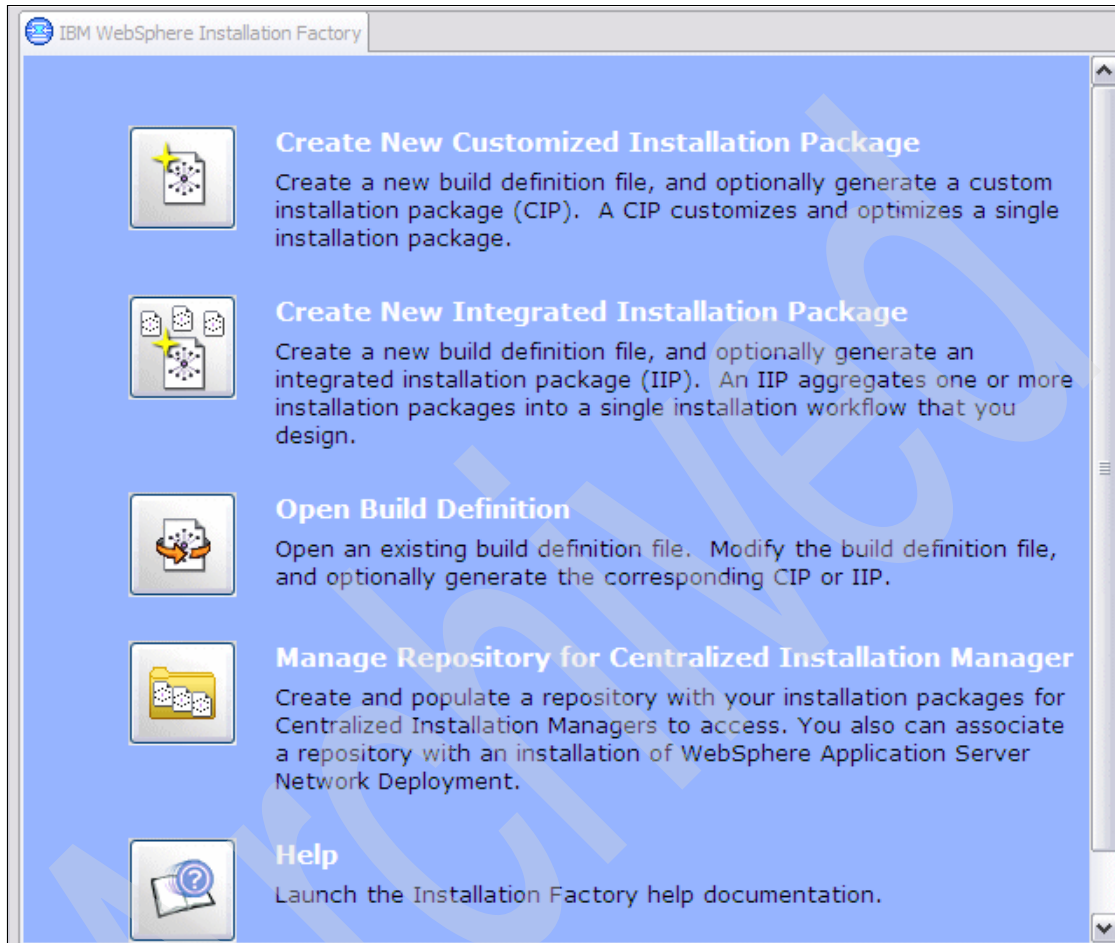 IBM WebSphere Installation Factory
Create New Customized Installation Package
Create a new build definition file, and optionally generate a custom
installation package (CIP).  A CIP customizes and optimizes a single
installation package.
Create New Integrated Installation Package
Create a new build definition file, and optionally generate an
integrated installation package (IIP).  An IIP aggregates one or more
installation packages into a single installation workflow that you
design.
Open Build Definition
Open an existing build definition file.  Modify the build definition file,
and optionally generate the corresponding CIP or IIP.
Manage Repository for Centralized Installation Manager
Create and populate a repository with your installation packages for
Centralized Installation Managers to access. You also can associate
a repository with an installation of WebSphere Application Server
Network Deployment.
Help
Launch the Installation Factory help documentation.
Archived